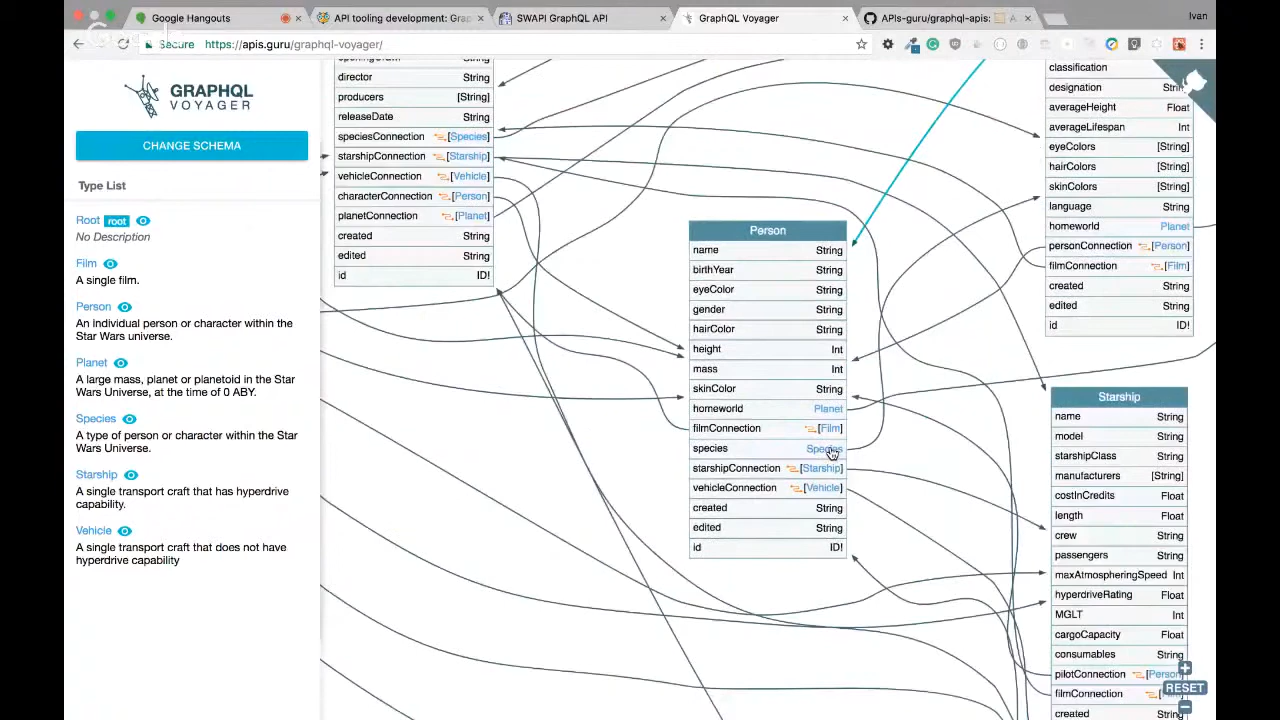 Google Hangouts
API tooling development: Grap
SWAPI GraphQL API
GraphQL Voyager
APIs-guru/graphql-apis:
Ivan
Secure https://apis.guru/graphql-voyager/
GRAPHQL
VOYAGER
CHANGE SCHEMA
Type List
Root root
No Description
Film
A single film.
Person
An individual person or character within the
Star Wars universe.
Planet
A large mass, planet or planetoid in the Star
Wars Universe, at the time of 0 ABY.
Species
A type of person or character within the Star
Wars Universe.
Starship
A single transport craft that has hyperdrive
capability.
Vehicle
A single transport craft that does not have
hyperdrive capability
director String
producers [String]
releaseDate String
speciesConnection [Species]
starshipConnection [Starship]
vehicleConnection [Vehicle]
characterConnection [Person]
planetConnection [Planet]
created String
edited String
id ID!
Person
name String
birthYear String
eyeColor String
gender String
hairColor String
height Int
mass Int
skinColor String
homeworld Planet
filmConnection [Film]
species Species
starshipConnection [Starship]
vehicleConnection [Vehicle]
created String
edited String
id ID!
classification
designation String
averageHeight Float
averageLifespan Int
eyeColors [String]
hairColors [String]
skinColors [String]
language String
homeworld Planet
personConnection [Person]
filmConnection [Film]
created String
edited String
id ID!
Starship
name String
model String
starshipClass String
manufacturers [String]
costInCredits Float
length Float
crew String
passengers String
maxAtmospheringSpeed Int
hyperdriveRating Float
MGLT Int
cargoCapacity Float
consumables String
pilotConnection [Person]
filmConnection
created String
RESET